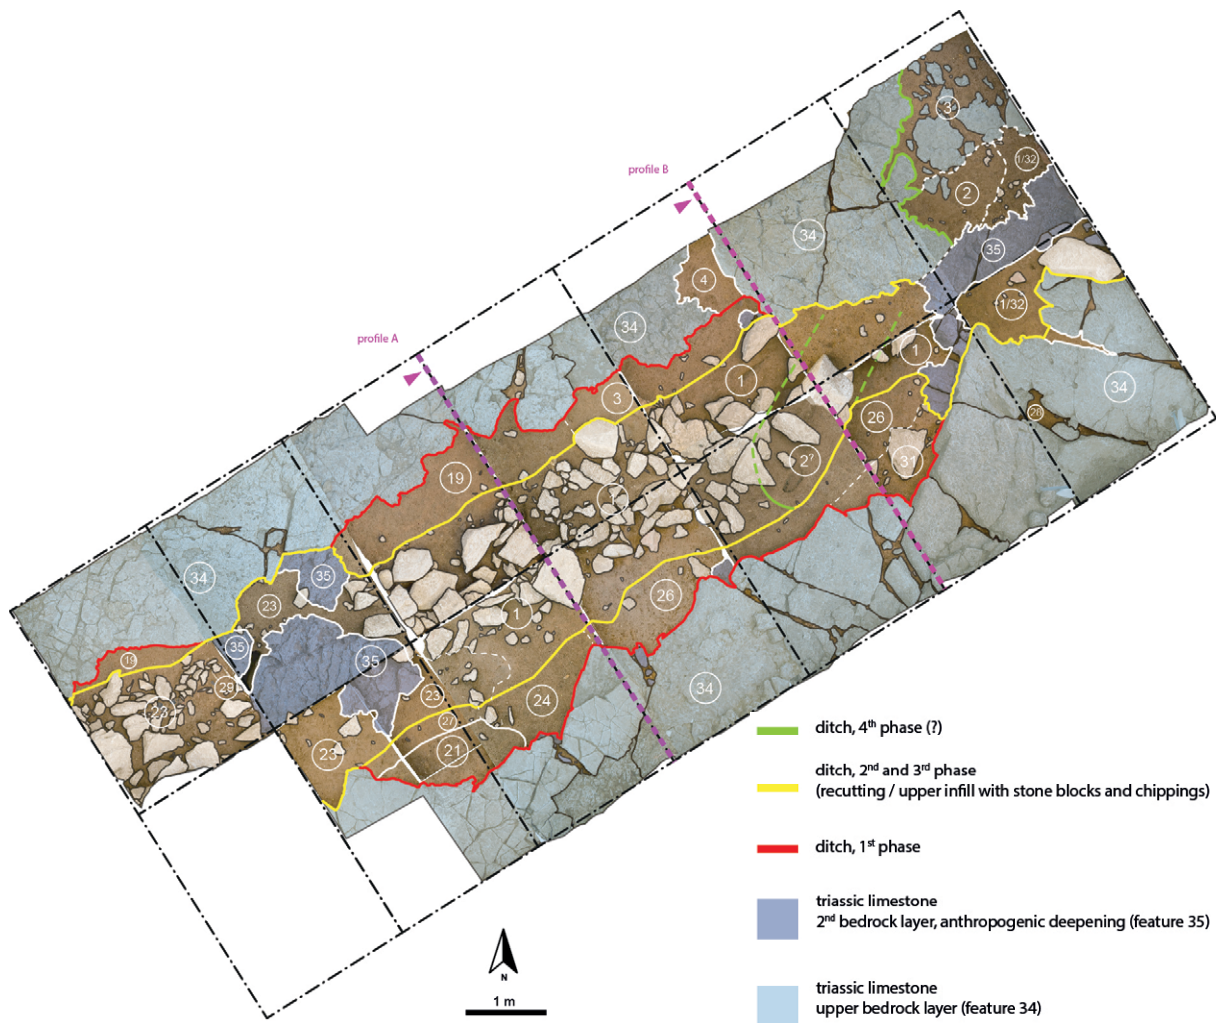 3
1/32
2
profile B
34
35
4
1/32
34
profile A
1
1
3
34
26
28
2⁷
31
19
1
35
34
23
26
1
35
35
19
29
34
23
23
24
27
23
21
ditch, 4th phase (?)
ditch, 2nd and 3rd phase
(recutting / upper infill with stone blocks and chippings)
ditch, 1st phase
triassic limestone
2nd bedrock layer, anthropogenic deepening (feature 35)
N
1 m
triassic limestone
upper bedrock layer (feature 34)